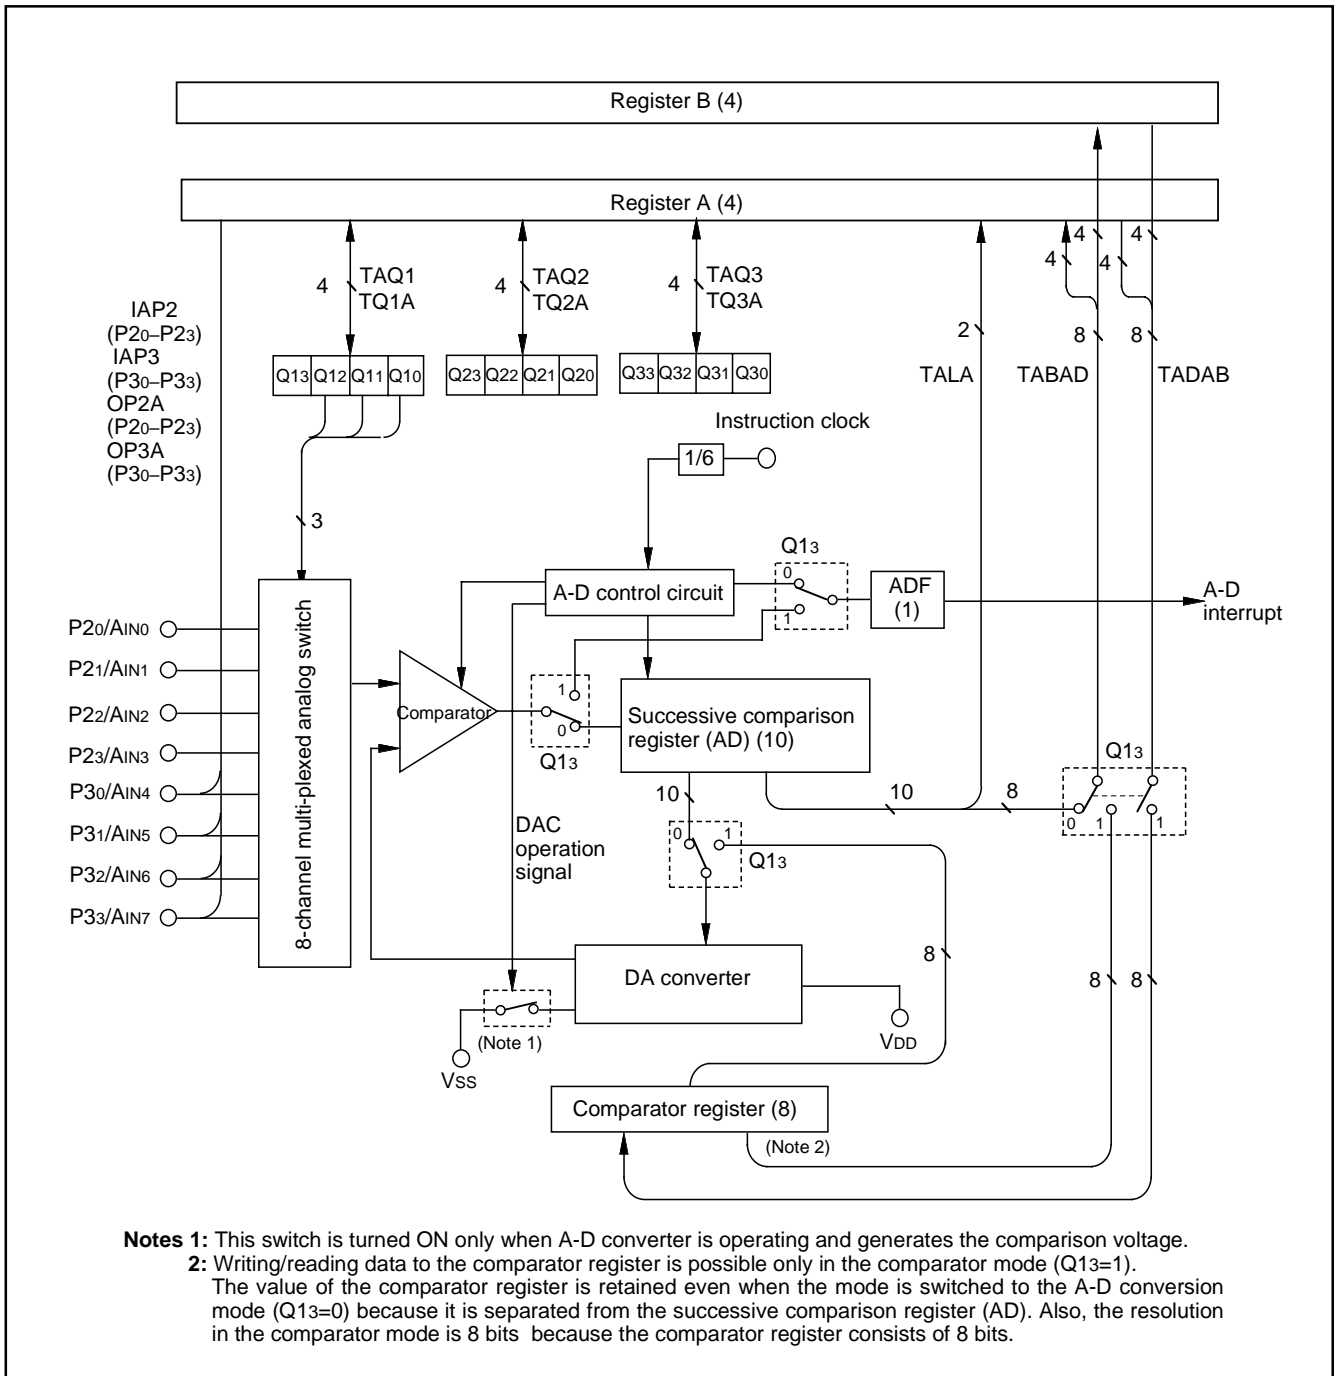 Register B (4)
Register A (4)
4
4
4
4
4
TAQ1
TQ1A
4
TAQ2
TQ2A
4
TAQ3
TQ3A
IAP2
(P20–P23)
IAP3
(P30–P33)
OP2A
(P20–P23)
OP3A
(P30–P33)
2
8
8
TALA
TABAD
TADAB
Q13 Q12 Q11 Q10
Q23 Q22 Q21 Q20
Q33 Q32 Q31 Q30
Instruction clock
1/6
3
Q13
0
1
A-D control circuit
ADF
(1)
A-D
interrupt
8-channel multi-plexed analog switch
P20/AIN0
P21/AIN1
P22/AIN2
P23/AIN3
P30/AIN4
P31/AIN5
P32/AIN6
P33/AIN7
Comparator
1
0
Q13
Successive comparison
register (AD) (10)
10
10
8
Q13
0
1
1
DAC
operation
signal
0
1
Q13
8
8
8
DA converter
(Note 1)
VSS
VDD
Comparator register (8)
(Note 2)
Notes 1: This switch is turned ON only when A-D converter is operating and generates the comparison voltage.
2: Writing/reading data to the comparator register is possible only in the comparator mode (Q13=1).
The value of the comparator register is retained even when the mode is switched to the A-D conversion
mode (Q13=0) because it is separated from the successive comparison register (AD). Also, the resolution
in the comparator mode is 8 bits because the comparator register consists of 8 bits.